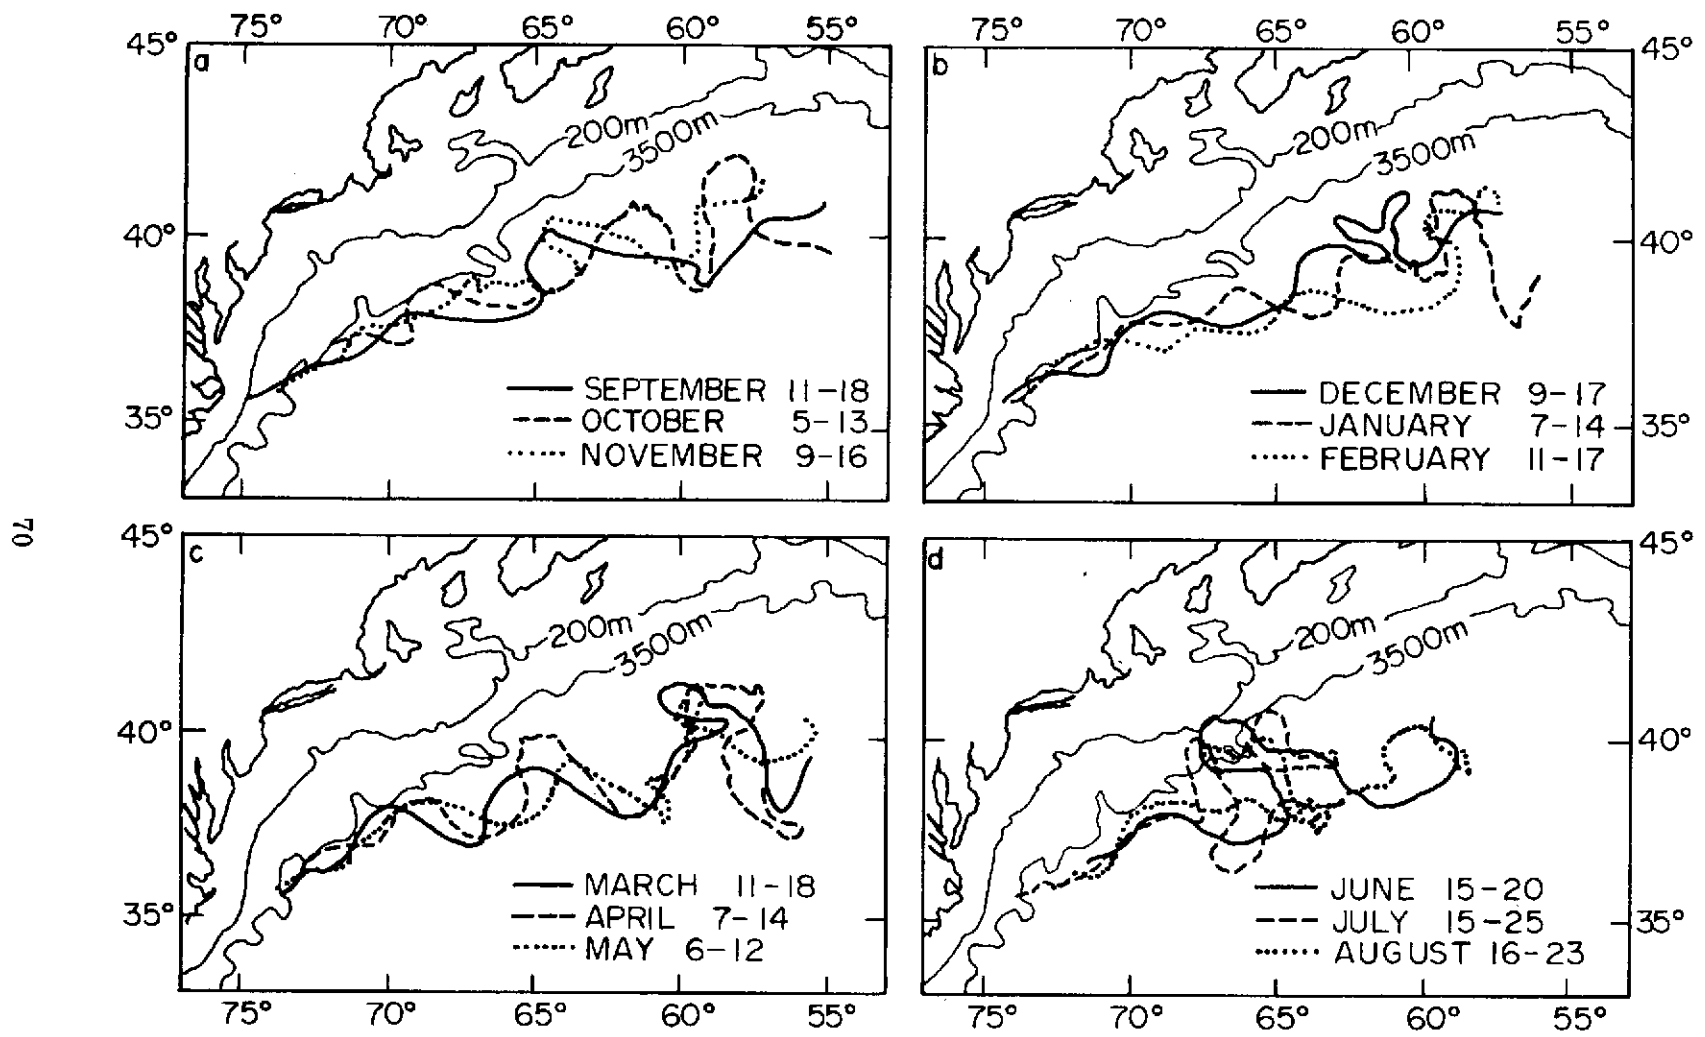 75° 70° 65° 60° 55°
45°
40°
35°
a
200m
3500m
SEPTEMBER 11-18
OCTOBER 5-13
NOVEMBER 9-16
75° 70° 65° 60° 55°
45°
40°
35°
b
200m
3500m
DECEMBER 9-17
JANUARY 7-14
FEBRUARY 11-17
70
45°
40°
35°
c
200m
3500m
MARCH 11-18
APRIL 7-14
MAY 6-12
75° 70° 65° 60° 55°
45°
40°
35°
d
200m
3500m
JUNE 15-20
JULY 15-25
AUGUST 16-23
75° 70° 65° 60° 55°